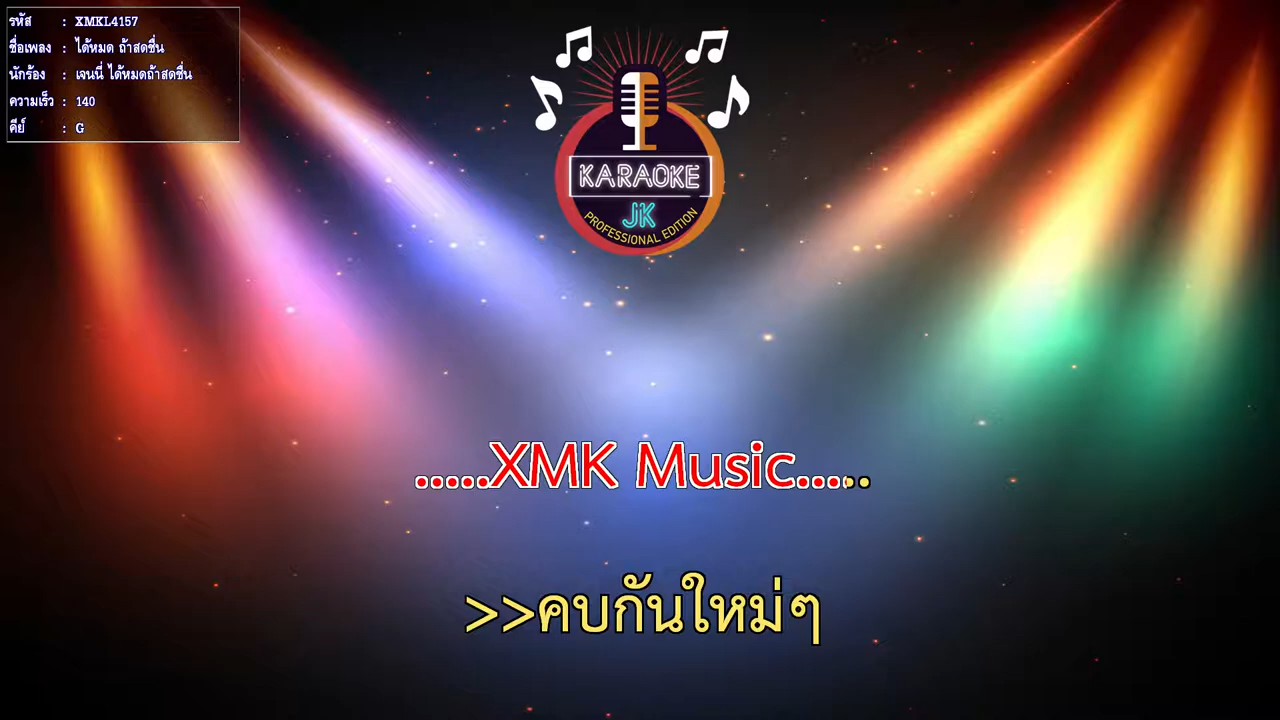 รหัส : XMKL4157
ชื่อเพลง : ได้หมด ถ้าสดชื่น
นักร้อง : เจนนี่ ได้หมดถ้าสดชื่น
ความเร็ว : 140
คีย์ : G
KARAOKE
JK
PROFESSIONAL EDITION
.....XMK Music.....
>>คบกันใหม่ๆ